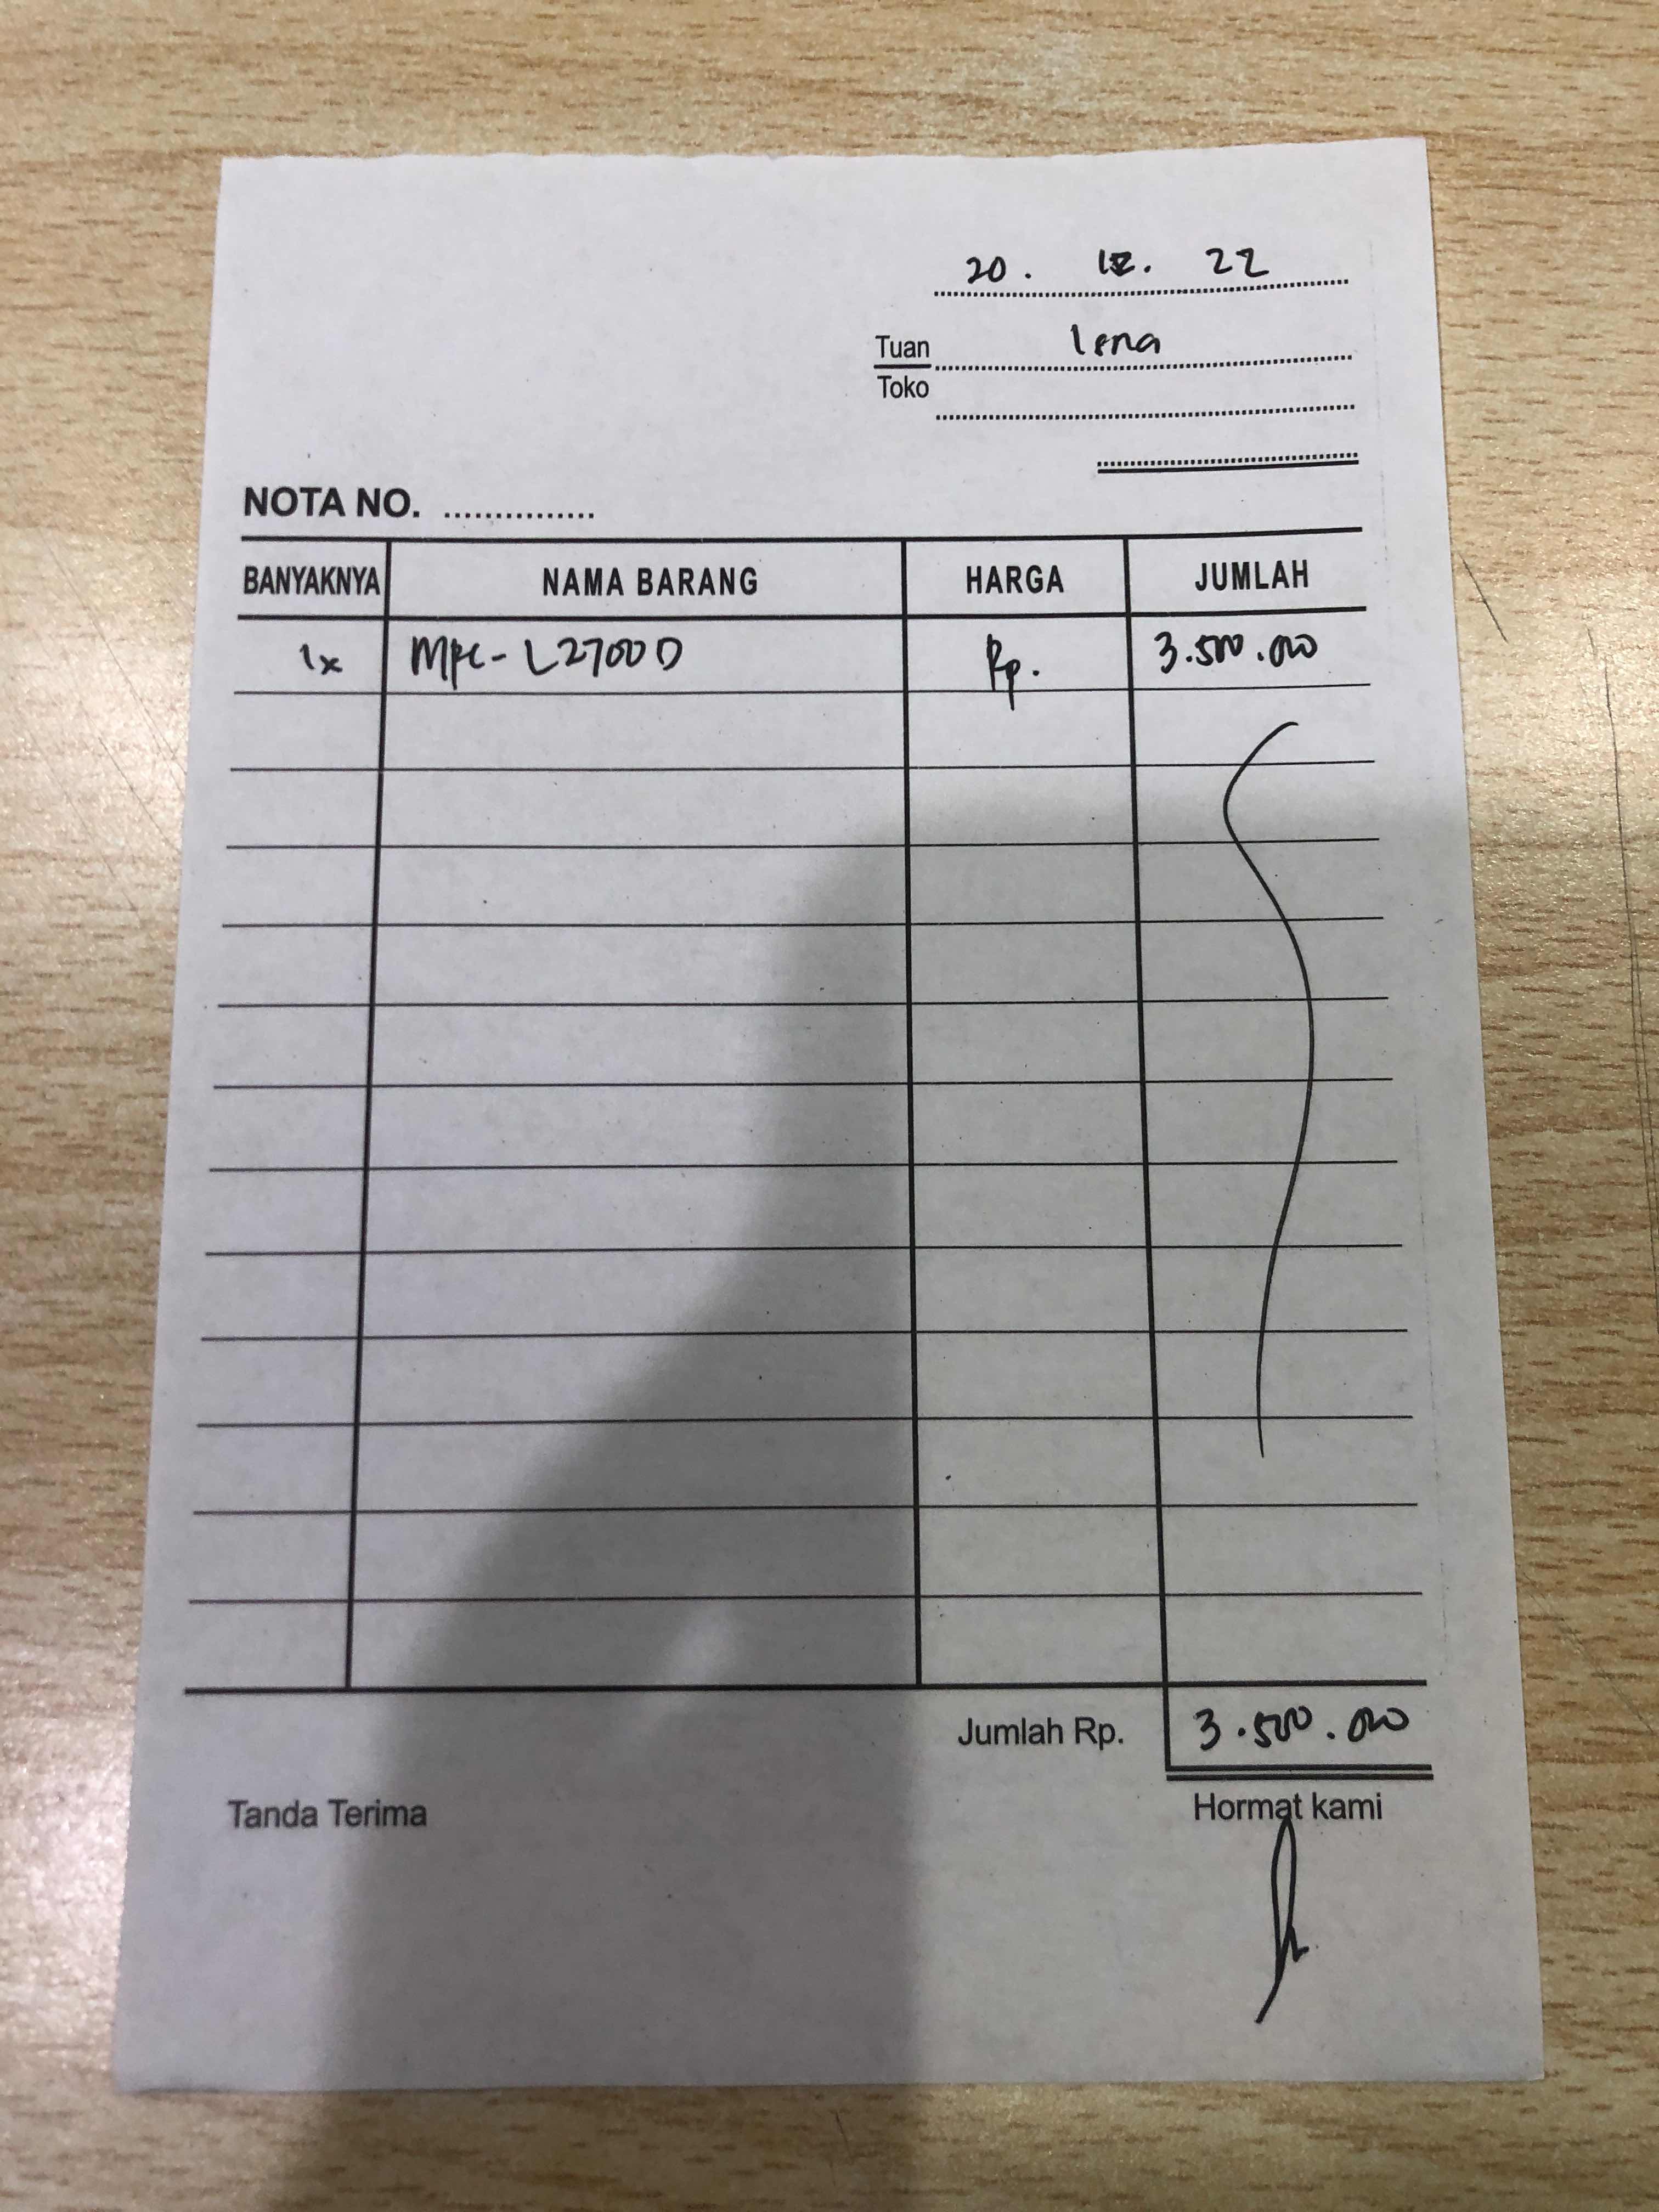 20. 12. 22
Tuan lena
Toko
NOTA NO. ...............
BANYAKNYA NAMA BARANG HARGA JUMLAH
1x MFC-L2700D Rp. 3.500.000
Jumlah Rp. 3.500.000
Tanda Terima Hormat kami